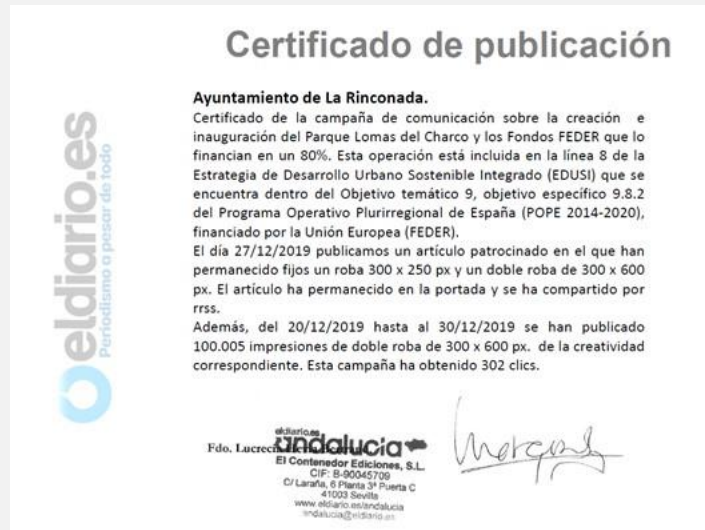 Certificado de publicación
eldiario.es
Periodismo a pesar de todo
Ayuntamiento de La Rinconada.
Certificado de la campaña de comunicación sobre la creación e
inauguración del Parque Lomas del Charco y los Fondos FEDER que lo
financian en un 80%. Esta operación está incluida en la línea 8 de la
Estrategia de Desarrollo Urbano Sostenible Integrado (EDUSI) que se
encuentra dentro del Objetivo temático 9, objetivo específico 9.8.2
del Programa Operativo Plurirregional de España (POPE 2014-2020),
financiado por la Unión Europea (FEDER).
El día 27/12/2019 publicamos un artículo patrocinado en el que han
permanecido fijos un roba 300 x 250 px y un doble roba de 300 x 600
px. El artículo ha permanecido en la portada y se ha compartido por
rrss.
Además, del 20/12/2019 hasta al 30/12/2019 se han publicado
100.005 impresiones de doble roba de 300 x 600 px. de la creatividad
correspondiente. Esta campaña ha obtenido 302 clics.
eldiario.es
andalucía
Fdo. Lucrecia
El Contenedor Ediciones, S.L.
CIF: B-90045709
C/ Laraña, 6 Planta 3ª Puerta C
41003 Sevilla
www.eldiario.es/andalucia
andalucia@eldiario.es